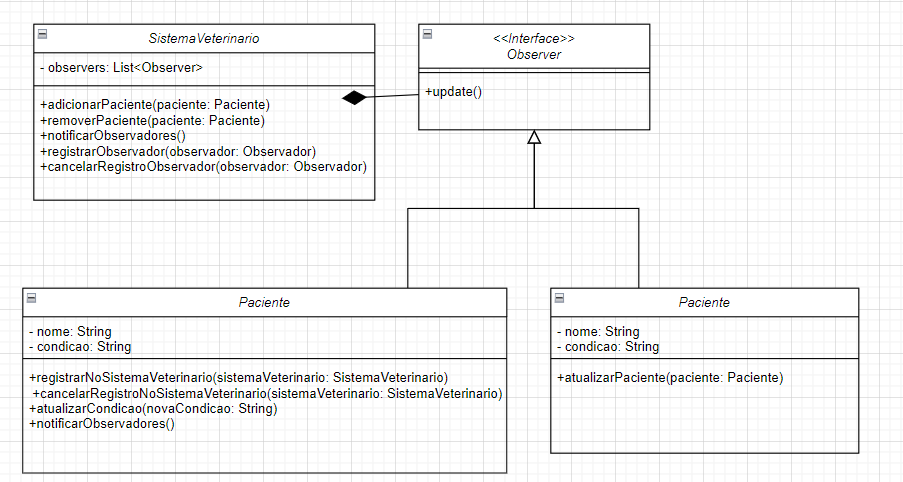 SistemaVeterinario
- observers: List<Observer>
+adicionarPaciente(paciente: Paciente)
+removerPaciente(paciente: Paciente)
+notificarObservadores()
+registrarObservador(observador: Observador)
+cancelarRegistroObservador(observador: Observador)
<<Interface>>
Observer
+update()
Paciente
- nome: String
- condicao: String
+registrarNoSistemaVeterinario(sistemaVeterinario: SistemaVeterinario)
+cancelarRegistroNoSistemaVeterinario(sistemaVeterinario: SistemaVeterinario)
+atualizarCondicao(novaCondicao: String)
+notificarObservadores()
Paciente
- nome: String
- condicao: String
+atualizarPaciente(paciente: Paciente)